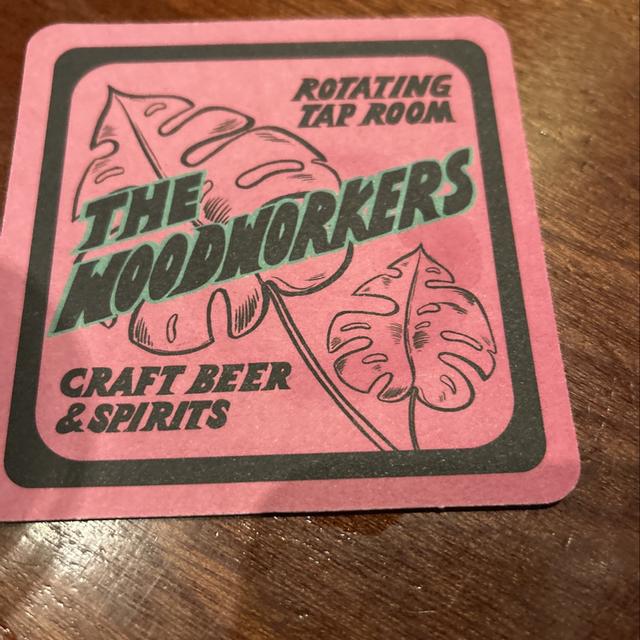 ROTATING
TAP ROOM
THE
WOODWORKERS
CRAFT BEER
& SPIRITS